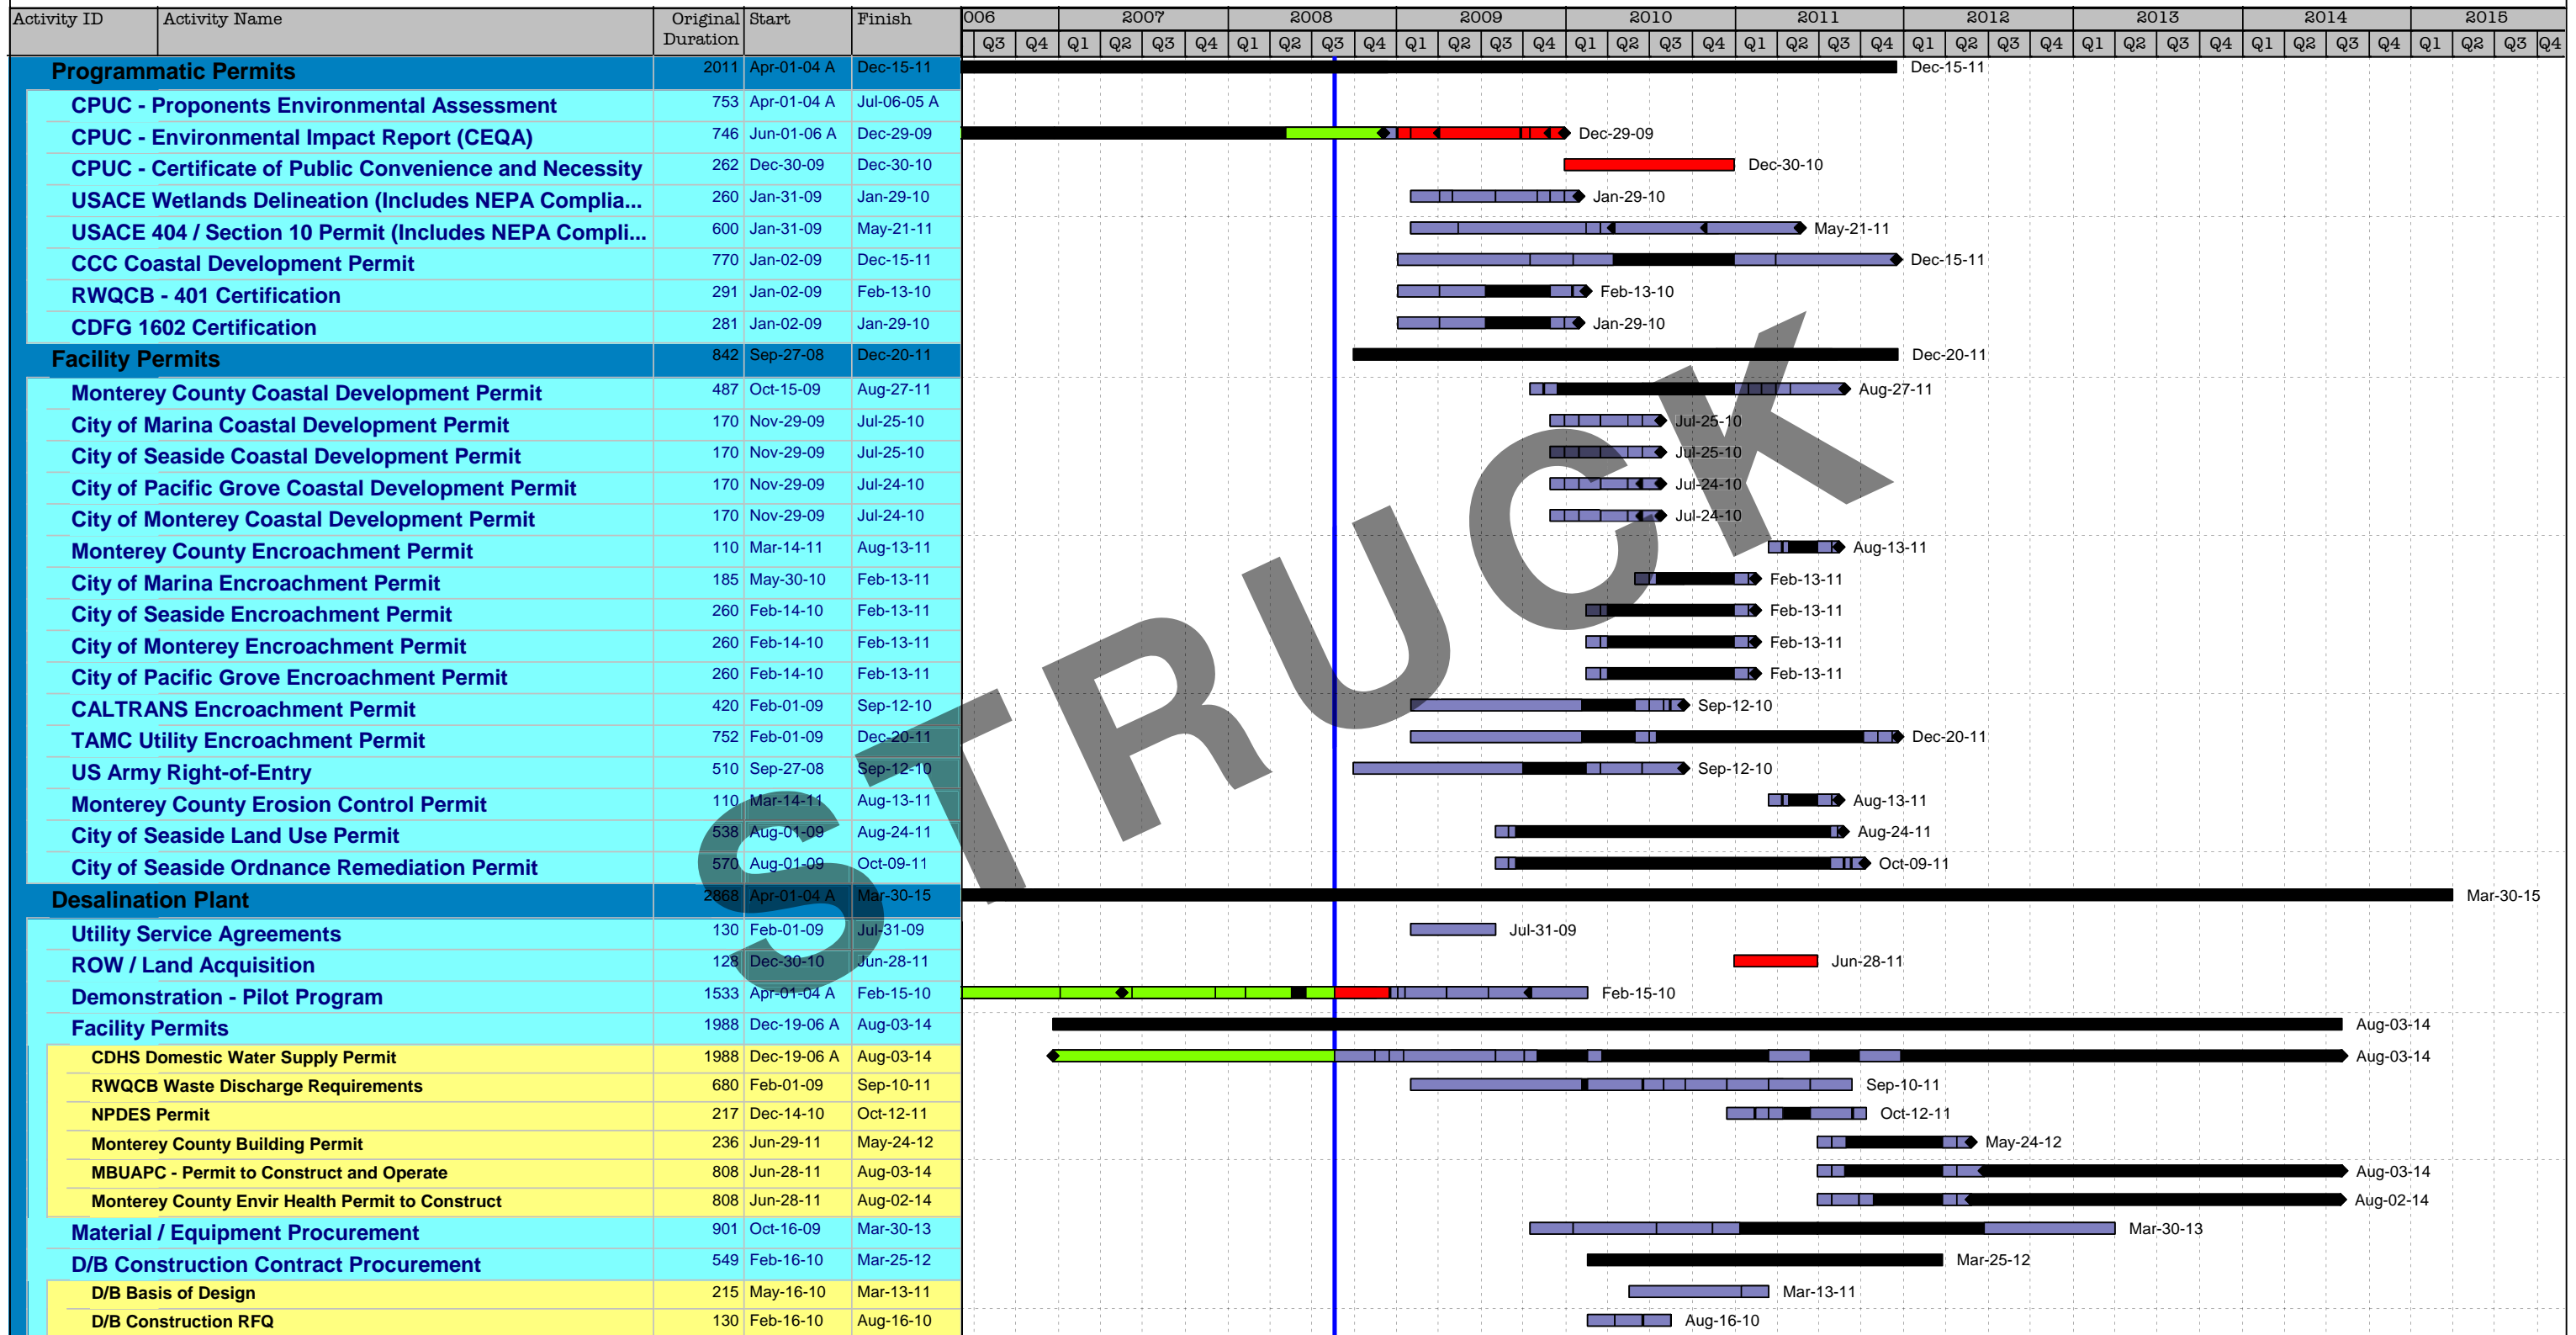 Activity ID Activity Name Original Duration Start Finish 006 2007 2008 2009 2010 2011 2012 2013 2014 2015
Q3 Q4 Q1 Q2 Q3 Q4 Q1 Q2 Q3 Q4 Q1 Q2 Q3 Q4 Q1 Q2 Q3 Q4 Q1 Q2 Q3 Q4 Q1 Q2 Q3 Q4 Q1 Q2 Q3 Q4 Q1 Q2 Q3 Q4 Q1 Q2 Q3 Q4
Programmatic Permits 2011 Apr-01-04 A Dec-15-11 Dec-15-11
CPUC - Proponents Environmental Assessment 753 Apr-01-04 A Jul-06-05 A
CPUC - Environmental Impact Report (CEQA) 746 Jun-01-06 A Dec-29-09 Dec-29-09
CPUC - Certificate of Public Convenience and Necessity 262 Dec-30-09 Dec-30-10 Dec-30-10
USACE Wetlands Delineation (Includes NEPA Complia... 260 Jan-31-09 Jan-29-10 Jan-29-10
USACE 404 / Section 10 Permit (Includes NEPA Compli... 600 Jan-31-09 May-21-11 May-21-11
CCC Coastal Development Permit 770 Jan-02-09 Dec-15-11 Dec-15-11
RWQCB - 401 Certification 291 Jan-02-09 Feb-13-10 Feb-13-10
CDFG 1602 Certification 281 Jan-02-09 Jan-29-10 Jan-29-10
Facility Permits 842 Sep-27-08 Dec-20-11 Dec-20-11
Monterey County Coastal Development Permit 487 Oct-15-09 Aug-27-11 Aug-27-11
City of Marina Coastal Development Permit 170 Nov-29-09 Jul-25-10 Jul-25-10
City of Seaside Coastal Development Permit 170 Nov-29-09 Jul-25-10 Jul-25-10
City of Pacific Grove Coastal Development Permit 170 Nov-29-09 Jul-24-10 Jul-24-10
City of Monterey Coastal Development Permit 170 Nov-29-09 Jul-24-10 Jul-24-10
Monterey County Encroachment Permit 110 Mar-14-11 Aug-13-11 Aug-13-11
City of Marina Encroachment Permit 185 May-30-10 Feb-13-11 Feb-13-11
City of Seaside Encroachment Permit 260 Feb-14-10 Feb-13-11 Feb-13-11
City of Monterey Encroachment Permit 260 Feb-14-10 Feb-13-11 Feb-13-11
City of Pacific Grove Encroachment Permit 260 Feb-14-10 Feb-13-11 Feb-13-11
CALTRANS Encroachment Permit 420 Feb-01-09 Sep-12-10 Sep-12-10
TAMC Utility Encroachment Permit 752 Feb-01-09 Dec-20-11 Dec-20-11
US Army Right-of-Entry 510 Sep-27-08 Sep-12-10 Sep-12-10
Monterey County Erosion Control Permit 110 Mar-14-11 Aug-13-11 Aug-13-11
City of Seaside Land Use Permit 538 Aug-01-09 Aug-24-11 Aug-24-11
City of Seaside Ordnance Remediation Permit 570 Aug-01-09 Oct-09-11 Oct-09-11
Desalination Plant 2868 Apr-01-04 A Mar-30-15 Mar-30-15
Utility Service Agreements 130 Feb-01-09 Jul-31-09 Jul-31-09
ROW / Land Acquisition 128 Dec-30-10 Jun-28-11 Jun-28-11
Demonstration - Pilot Program 1533 Apr-01-04 A Feb-15-10 Feb-15-10
Facility Permits 1988 Dec-19-06 A Aug-03-14 Aug-03-14
CDHS Domestic Water Supply Permit 1988 Dec-19-06 A Aug-03-14 Aug-03-14
RWQCB Waste Discharge Requirements 680 Feb-01-09 Sep-10-11 Sep-10-11
NPDES Permit 217 Dec-14-10 Oct-12-11 Oct-12-11
Monterey County Building Permit 236 Jun-29-11 May-24-12 May-24-12
MBUAPC - Permit to Construct and Operate 808 Jun-28-11 Aug-03-14 Aug-03-14
Monterey County Envir Health Permit to Construct 808 Jun-28-11 Aug-02-14 Aug-02-14
Material / Equipment Procurement 901 Oct-16-09 Mar-30-13 Mar-30-13
D/B Construction Contract Procurement 549 Feb-16-10 Mar-25-12 Mar-25-12
D/B Basis of Design 215 May-16-10 Mar-13-11 Mar-13-11
D/B Construction RFQ 130 Feb-16-10 Aug-16-10 Aug-16-10
STRUCK